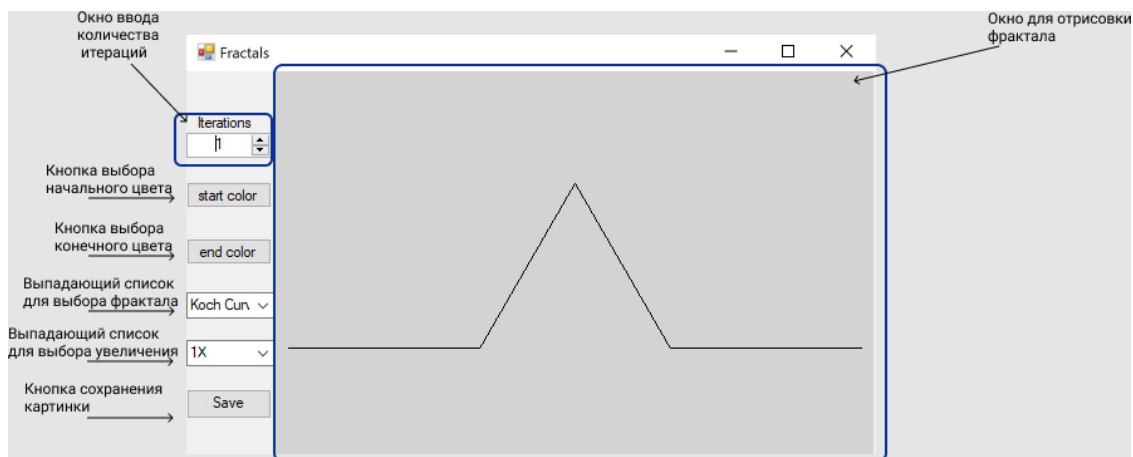 Окно ввода
количества
итераций
Окно для отрисовки
фрактала
Fractals
Iterations
1
Кнопка выбора
начального цвета
start color
Кнопка выбора
конечного цвета
end color
Выпадающий список
для выбора фрактала
Koch Curv
Выпадающий список
для выбора увеличения
1X
Кнопка сохранения
картинки
Save